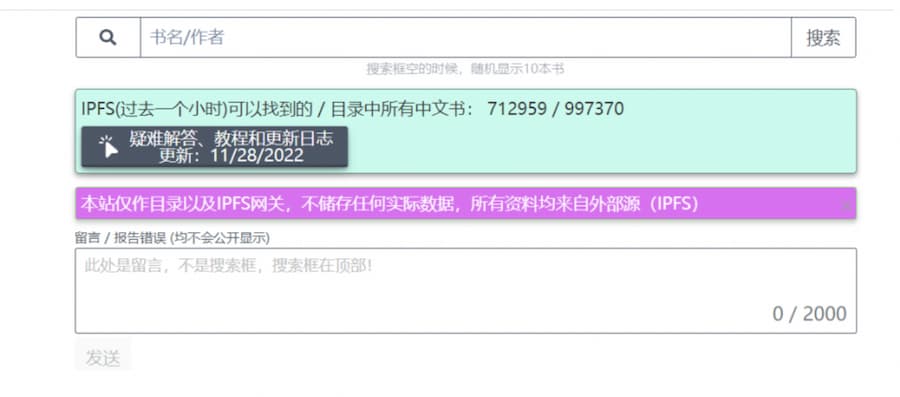 书名/作者
搜索
搜索框空的时候，随机显示10本书
IPFS(过去一个小时)可以找到的 / 目录中所有中文书： 712959 / 997370
疑难解答、教程和更新日志
更新：11/28/2022
本站仅作目录以及IPFS网关，不储存任何实际数据，所有资料均来自外部源（IPFS）
留言 / 报告错误 (均不会公开显示)
此处是留言，不是搜索框，搜索框在顶部!
0 / 2000
发送